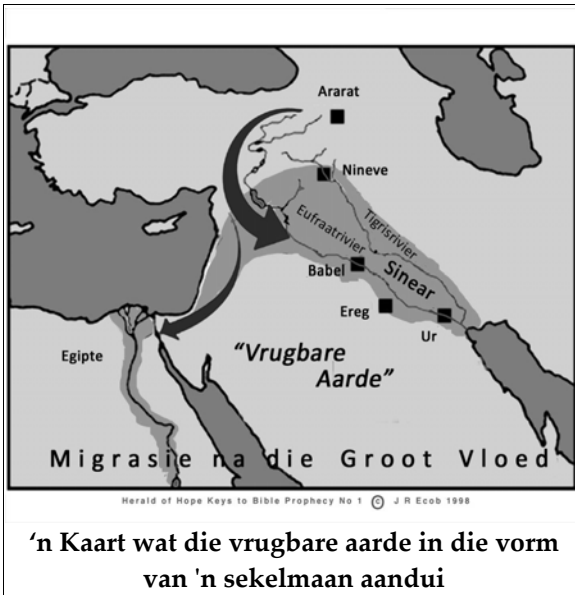 Ararat
Nineve
Eufraatrivier
Tigrisrivier
Babel
Sinear
Ereg
Ur
Egipte
“Vrugbare
Aarde”
Migrasie na die Groot Vloed
Herald of Hope Keys to Bible Prophecy No 1 © J R Ecob 1998
‘n Kaart wat die vrugbare aarde in die vorm
van 'n sekelmaan aandui